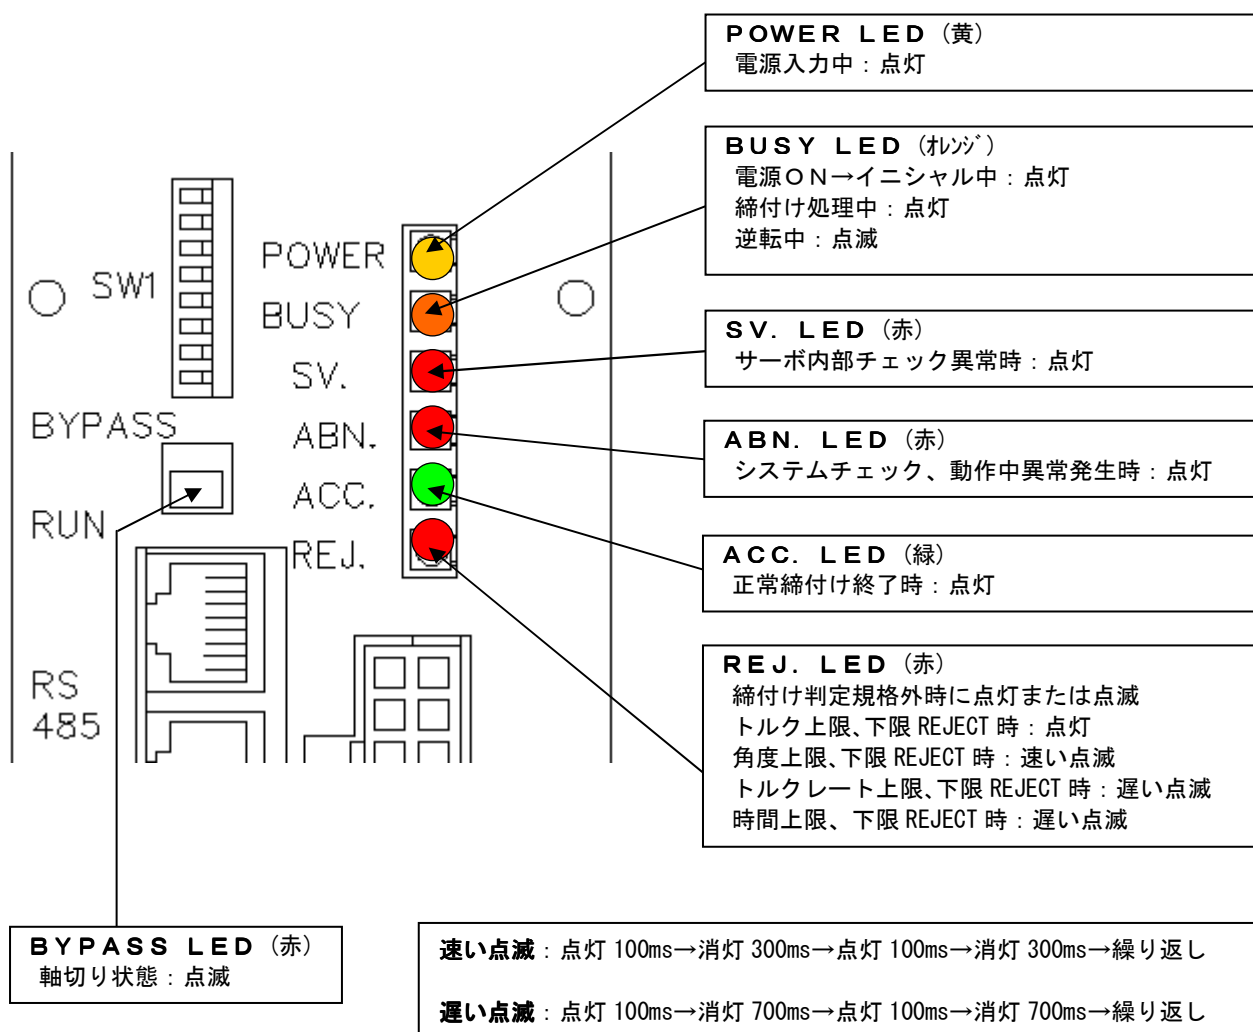 ＰＯＷＥＲ ＬＥＤ（黄）
電源入力中：点灯
ＢＵＳＹ ＬＥＤ（ｵﾚﾝｼﾞ）
電源ＯＮ→イニシャル中：点灯
締付け処理中：点灯
逆転中：点滅
ＳＶ. ＬＥＤ（赤）
サーボ内部チェック異常時：点灯
ＡＢＮ. ＬＥＤ（赤）
システムチェック、動作中異常発生時：点灯
ＡＣＣ. ＬＥＤ（緑）
正常締付け終了時：点灯
ＲＥＪ. ＬＥＤ（赤）
締付け判定規格外時に点灯または点滅
トルク上限、下限 REJECT 時：点灯
角度上限、下限 REJECT 時：速い点滅
トルクレート上限、下限 REJECT 時：遅い点滅
時間上限、下限 REJECT 時：遅い点滅
SW1
POWER
BUSY
SV.
ABN.
ACC.
REJ.
BYPASS
RUN
RS
485
ＢＹＰＡＳＳ ＬＥＤ（赤）
軸切り状態：点滅
速い点滅：点灯 100ms→消灯 300ms→点灯 100ms→消灯 300ms→繰り返し
遅い点滅：点灯 100ms→消灯 700ms→点灯 100ms→消灯 700ms→繰り返し